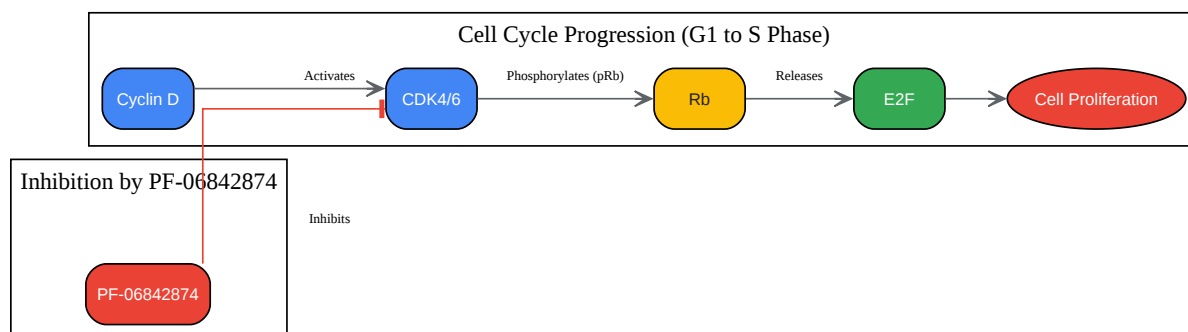 Cell Cycle Progression (G1 to S Phase)
Cyclin D
Activates
CDK4/6
Phosphorylates (pRb)
Rb
Releases
E2F
Cell Proliferation
Inhibition by PF-06842874
Inhibits
PF-06842874